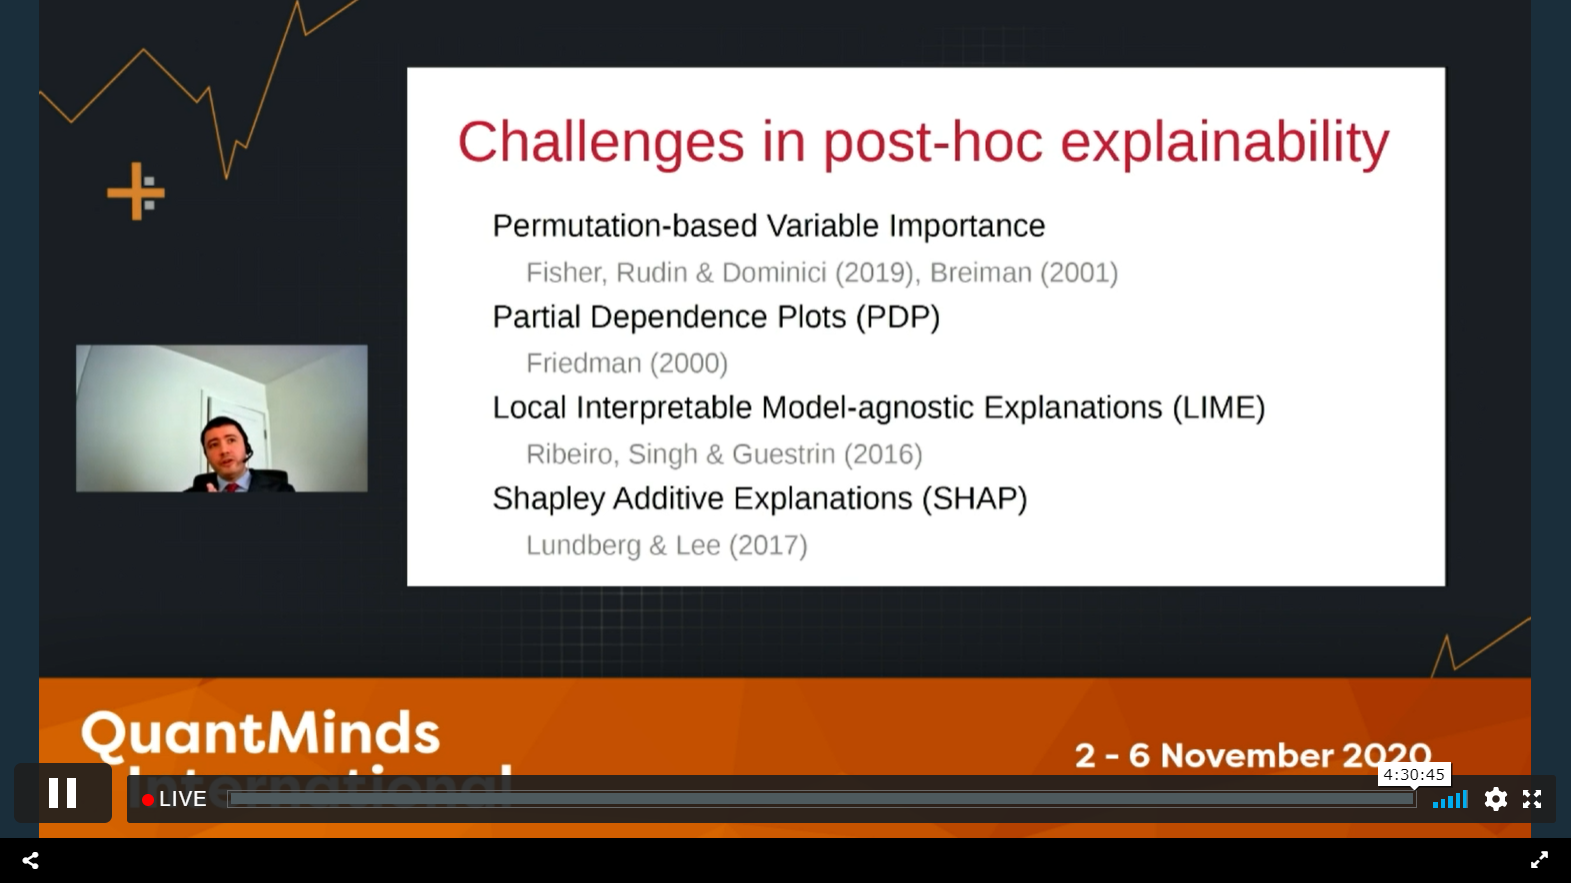 Challenges in post-hoc explainability
Permutation-based Variable Importance
Fisher, Rudin & Dominici (2019), Breiman (2001)
Partial Dependence Plots (PDP)
Friedman (2000)
Local Interpretable Model-agnostic Explanations (LIME)
Ribeiro, Singh & Guestrin (2016)
Shapley Additive Explanations (SHAP)
Lundberg & Lee (2017)
QuantMinds
International
2 - 6 November 2020
4:30:45
LIVE